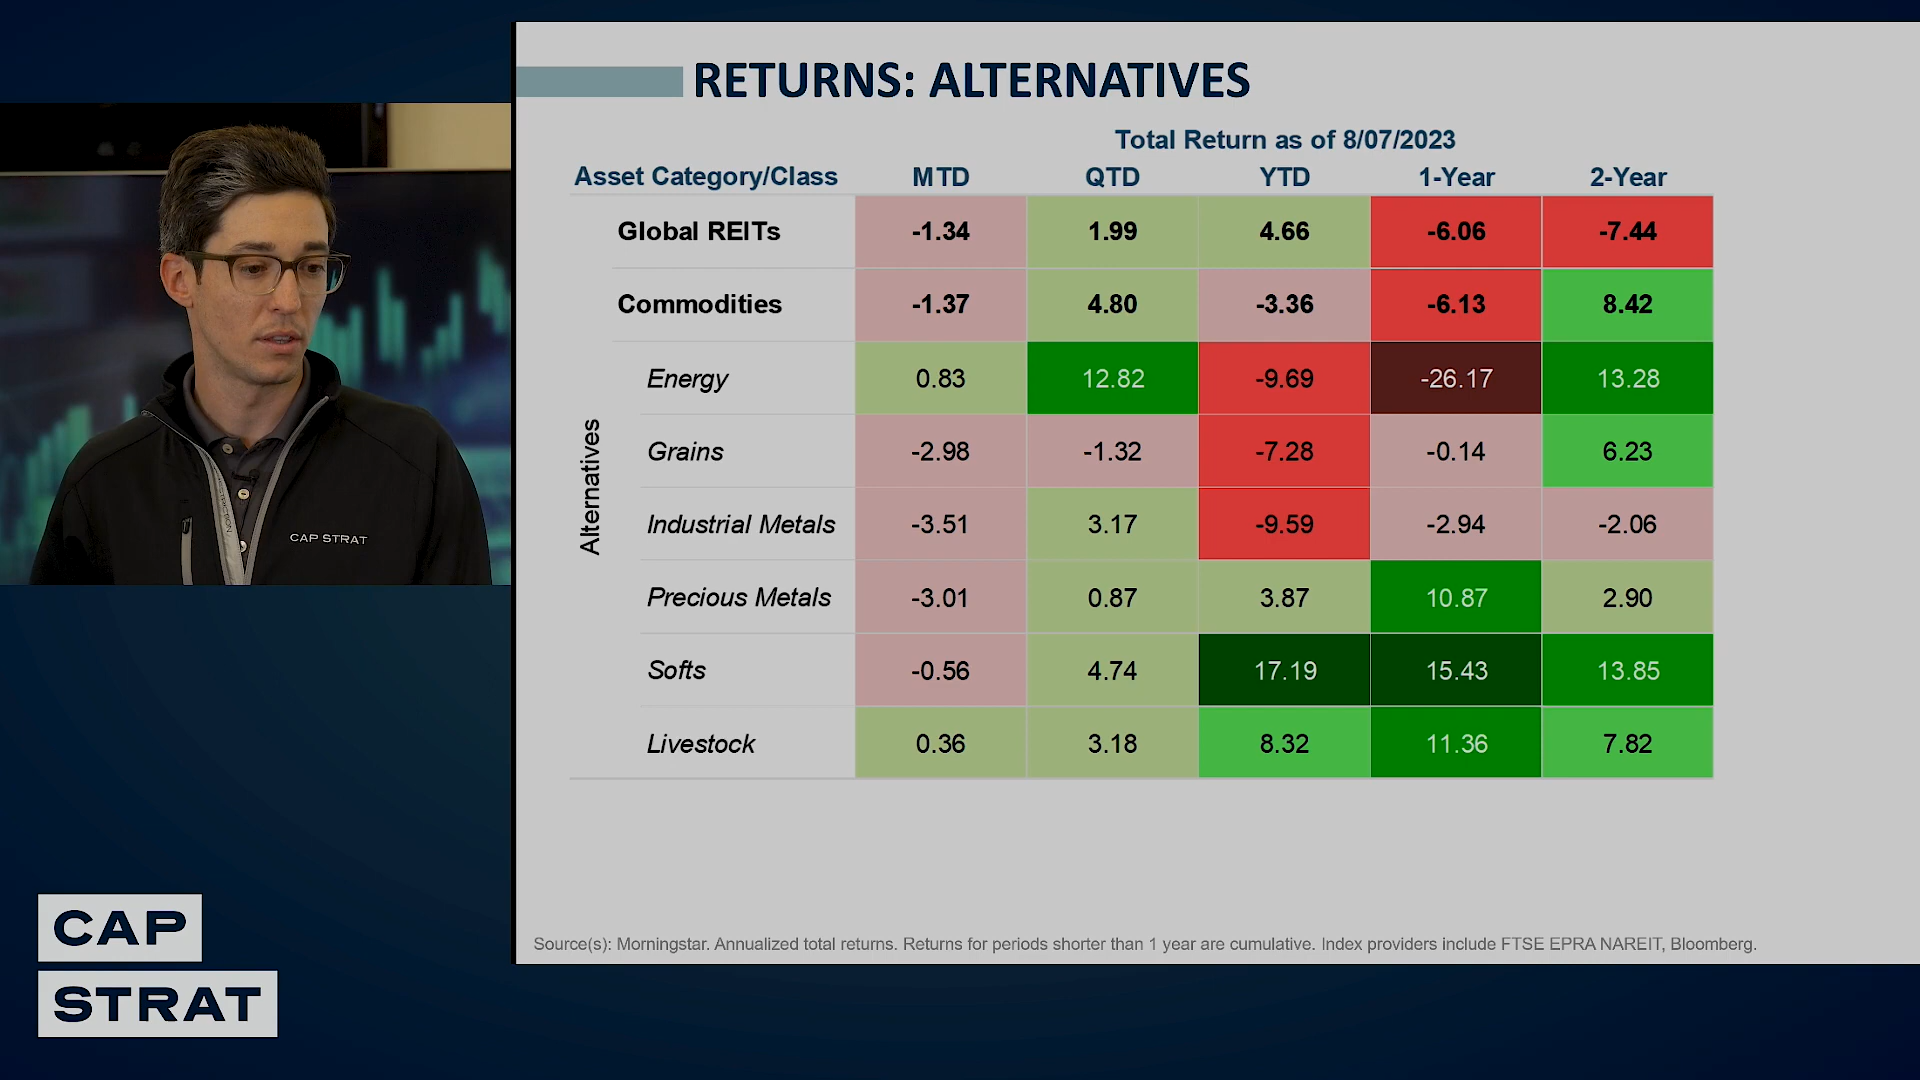 RETURNS: ALTERNATIVES
Total Return as of 8/07/2023
Asset Category/Class MTD QTD YTD 1-Year 2-Year
Alternatives
Global REITs -1.34 1.99 4.66 -6.06 -7.44
Commodities -1.37 4.80 -3.36 -6.13 8.42
Energy 0.83 12.82 -9.69 -26.17 13.28
Grains -2.98 -1.32 -7.28 -0.14 6.23
Industrial Metals -3.51 3.17 -9.59 -2.94 -2.06
Precious Metals -3.01 0.87 3.87 10.87 2.90
Softs -0.56 4.74 17.19 15.43 13.85
Livestock 0.36 3.18 8.32 11.36 7.82
Source(s): Morningstar. Annualized total returns. Returns for periods shorter than 1 year are cumulative. Index providers include FTSE EPRA NAREIT, Bloomberg.
CAP STRAT
CAP
STRAT